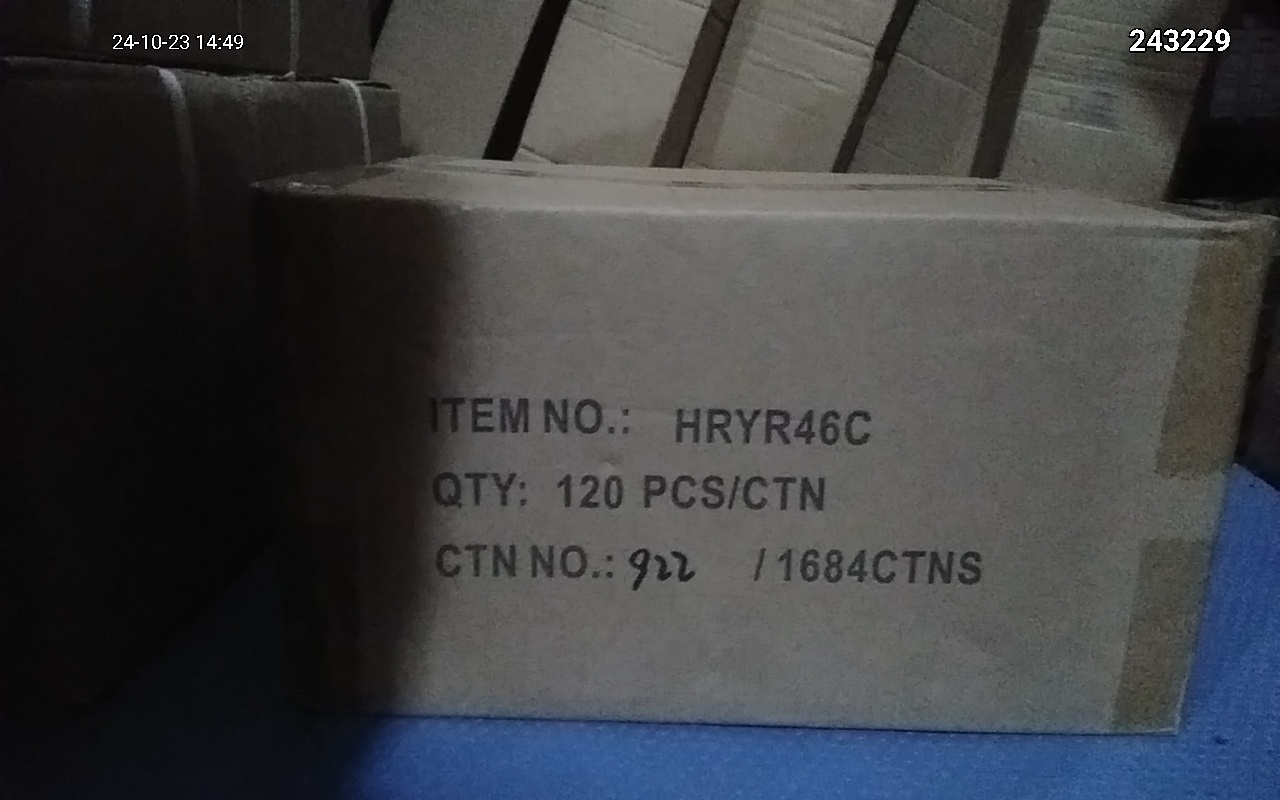 24-10-23 14:49
243229
ITEM NO.: HRYR46C
QTY: 120 PCS/CTN
CTN NO.: 922 / 1684CTNS